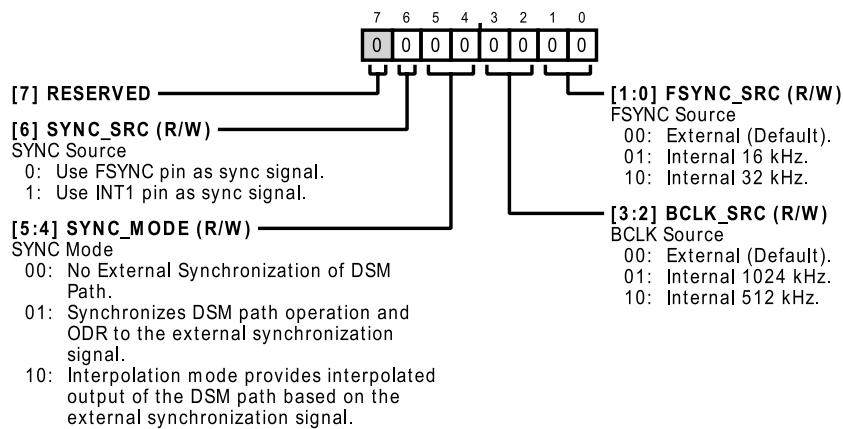 7 6 5 4 3 2 1 0
0 0 0 0 0 0 0 0
[7] RESERVED
[6] SYNC_SRC (R/W)
SYNC Source
0: Use FSYNC pin as sync signal.
1: Use INT1 pin as sync signal.
[5:4] SYNC_MODE (R/W)
SYNC Mode
00: No External Synchronization of DSM
Path.
01: Synchronizes DSM path operation and
ODR to the external synchronization
signal.
10: Interpolation mode provides interpolated
output of the DSM path based on the
external synchronization signal.
[1:0] FSYNC_SRC (R/W)
FSYNC Source
00: External (Default).
01: Internal 16 kHz.
10: Internal 32 kHz.
[3:2] BCLK_SRC (R/W)
BCLK Source
00: External (Default).
01: Internal 1024 kHz.
10: Internal 512 kHz.